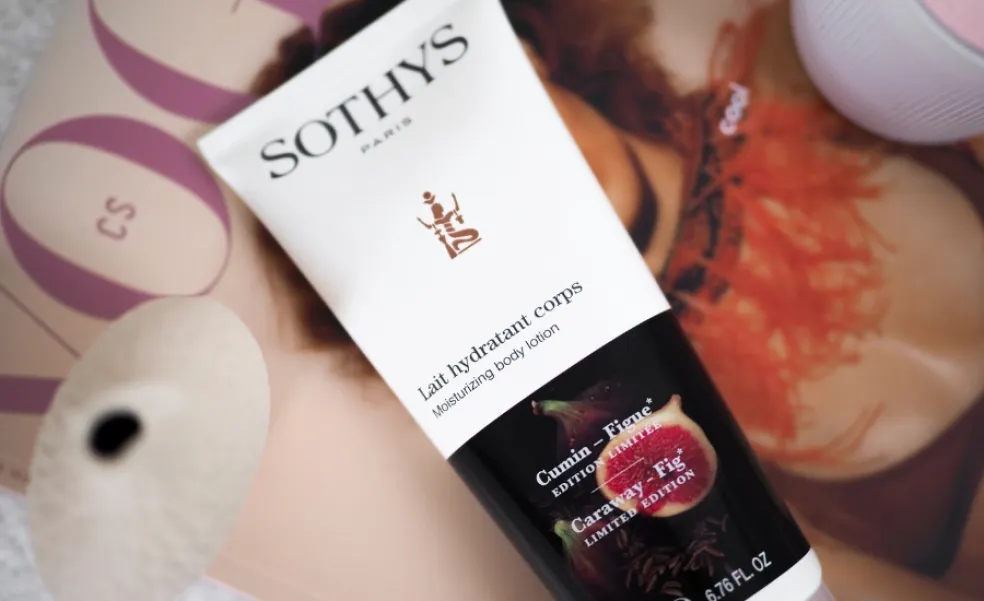 SOTHYS
PARIS
Lait hydratant corps
Moisturizing body lotion
Cumin – Figue*
EDITION LIMITÉE
Caraway - Fig*
LIMITED EDITION
6.76 FL. OZ
CS
cool